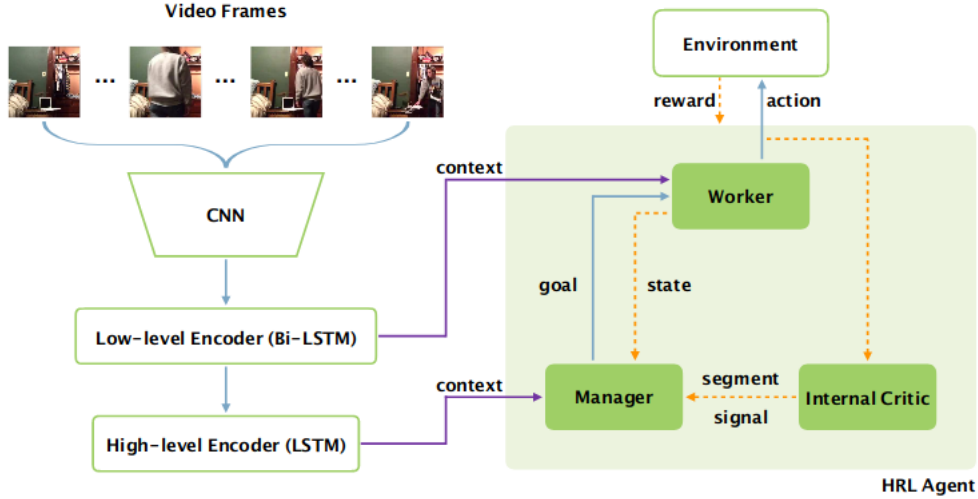 Video Frames
... ... ...
CNN
Low-level Encoder (Bi-LSTM)
High-level Encoder (LSTM)
context
context
Environment
reward
action
Worker
goal
state
Manager
segment
signal
Internal Critic
HRL Agent